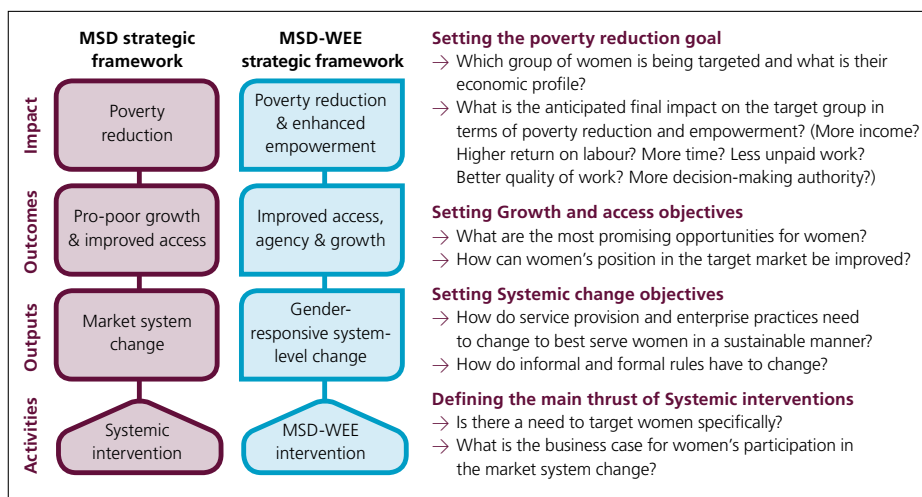 MSD strategic
framework
MSD-WEE
strategic framework
Impact
Poverty
reduction
Poverty reduction
& enhanced
empowerment
Outcomes
Pro-poor growth
& improved access
Improved access,
agency & growth
Outputs
Market system
change
Gender-
responsive system-
level change
Activities
Systemic
intervention
MSD-WEE
intervention
Setting the poverty reduction goal
→ Which group of women is being targeted and what is their
economic profile?
→ What is the anticipated final impact on the target group in
terms of poverty reduction and empowerment? (More income?
Higher return on labour? More time? Less unpaid work?
Better quality of work? More decision-making authority?)
Setting Growth and access objectives
→ What are the most promising opportunities for women?
→ How can women’s position in the target market be improved?
Setting Systemic change objectives
→ How do service provision and enterprise practices need
to change to best serve women in a sustainable manner?
→ How do informal and formal rules have to change?
Defining the main thrust of Systemic interventions
→ Is there a need to target women specifically?
→ What is the business case for women’s participation in
the market system change?